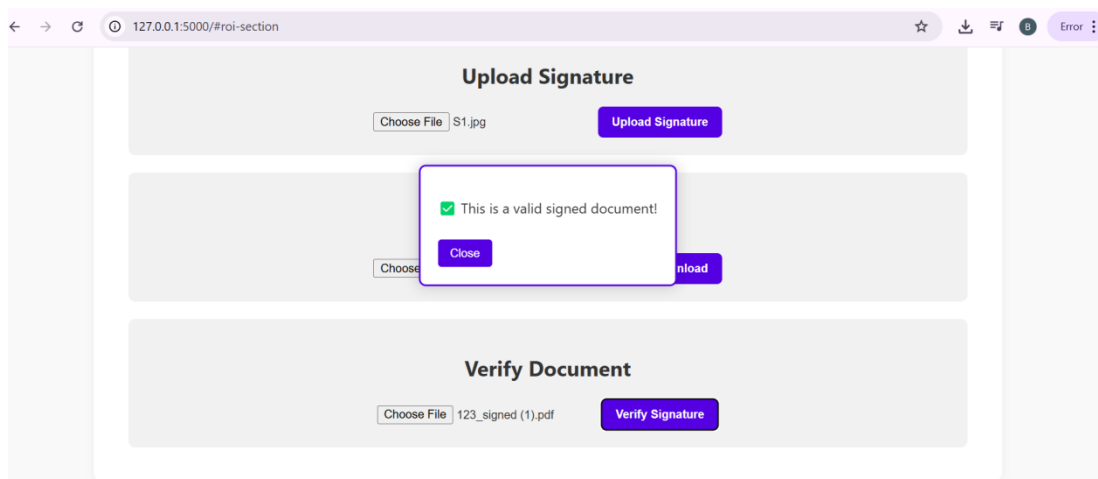 127.0.0.1:5000/#roi-section
B
Error
Upload Signature
Choose File S1.jpg
Upload Signature
✅ This is a valid signed document!
Close
Choose
nload
Verify Document
Choose File 123_signed (1).pdf
Verify Signature